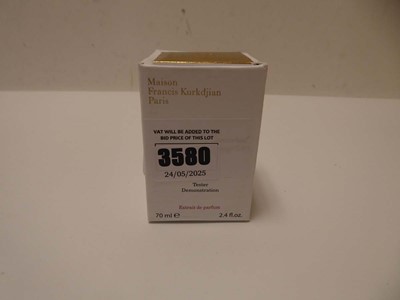 Maison
Francis Kurkdjian
Paris
VAT WILL BE ADDED TO THE
BID PRICE OF THIS LOT
3580
24/05/2025
Tester
Demonstration
Extrait de parfum
70 ml ℮ 2.4 fl.oz.